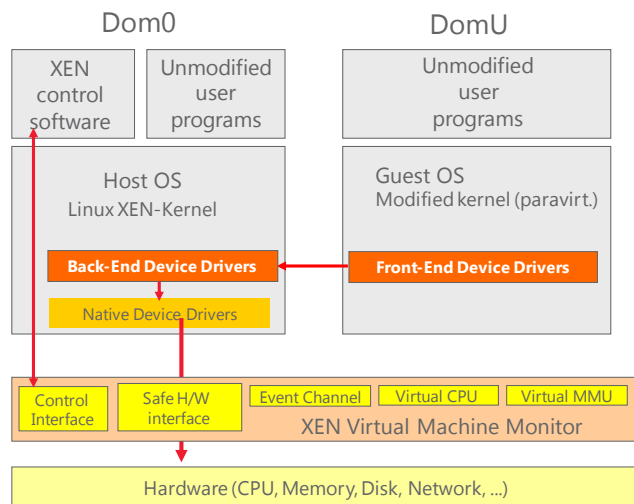 Dom0
DomU
XEN
control
software
Unmodified
user
programs
Unmodified
user
programs
Host OS
Linux XEN-Kernel
Guest OS
Modified kernel (paravirt.)
Back-End Device Drivers
Front-End Device Drivers
Native Device Drivers
Control
Interface
Safe H/W
interface
Event Channel
Virtual CPU
Virtual MMU
XEN Virtual Machine Monitor
Hardware (CPU, Memory, Disk, Network, ...)